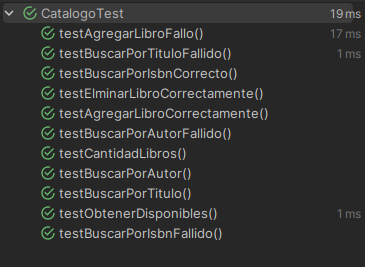 CatalogoTest 19 ms
testAgregarLibroFallo() 17 ms
testBuscarPorTituloFallido() 1 ms
testBuscarPorIsbnCorrecto()
testElminarLibroCorrectamente()
testAgregarLibroCorrectamente()
testBuscarPorAutorFallido()
testCantidadLibros()
testBuscarPorAutor()
testBuscarPorTitulo()
testObtenerDisponibles() 1 ms
testBuscarPorIsbnFallido()